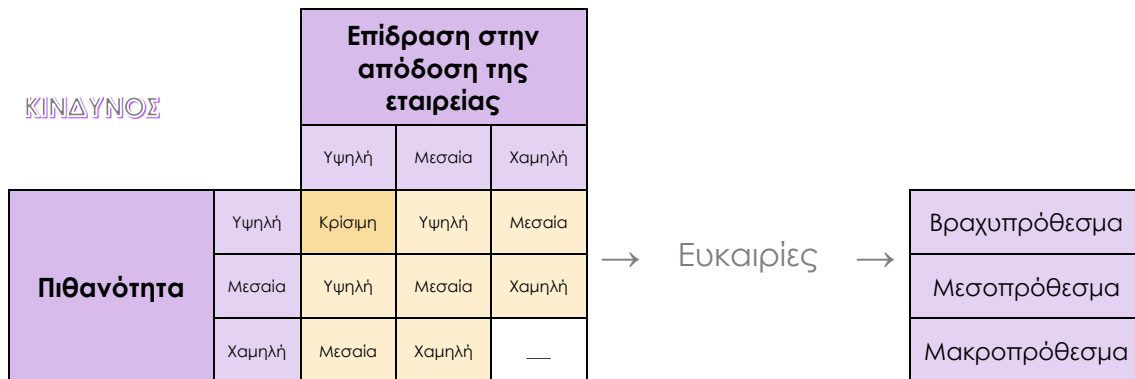 Επίδραση στην
απόδοση της
εταιρείας
ΚΙΝΔΥΝΟΣ
Υψηλή Μεσαία Χαμηλή
Πιθανότητα
Υψηλή Κρίσιμη Υψηλή Μεσαία
Μεσαία Υψηλή Μεσαία Χαμηλή
Χαμηλή Μεσαία Χαμηλή —
→ Ευκαιρίες →
Βραχυπρόθεσμα
Μεσοπρόθεσμα
Μακροπρόθεσμα